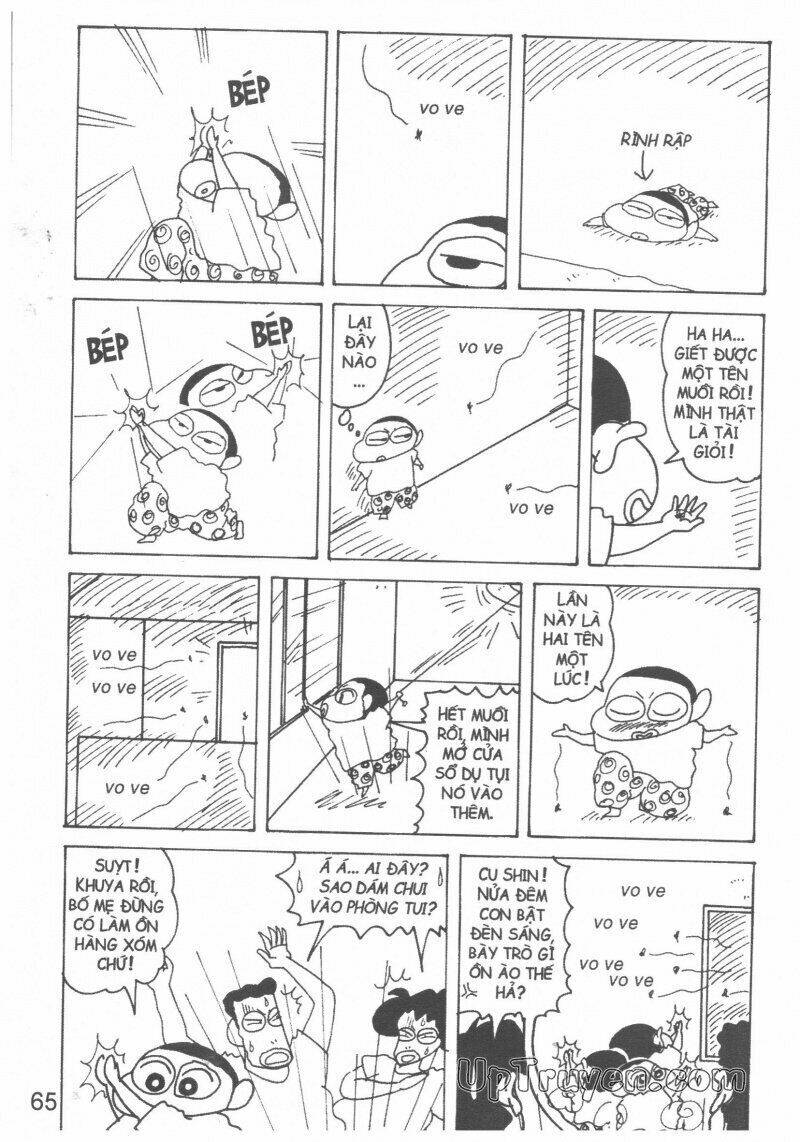 RÌNH RẬP
vo ve
BÉP
HA HA...
GIẾT ĐƯỢC
MỘT TÊN
MUỖI RỒI!
MÌNH THẬT
LÀ TÀI
GIỎI!
LẠI
ĐÂY
NÀO
...
vo ve
vo ve
BÉP
BÉP
LẦN
NÀY LÀ
HAI TÊN
MỘT
LÚC!
HẾT MUỖI
RỒI, MÌNH
MỞ CỬA
SỔ DỤ TỤI
NÓ VÀO
THÊM.
vo ve
vo ve
vo ve
CU SHIN!
NỬA ĐÊM
CON BẬT
ĐÈN SÁNG,
BÀY TRÒ GÌ
ỒN ÀO THẾ
HẢ?
vo ve
vo ve
vo ve
vo ve
Á Á... AI ĐÂY?
SAO DÁM CHUI
VÀO PHÒNG TUI?
SUỴT!
KHUYA RỒI,
BỐ MẸ ĐỪNG
CÓ LÀM ỒN
HÀNG XÓM
CHỨ!
UpTruyen.com
65